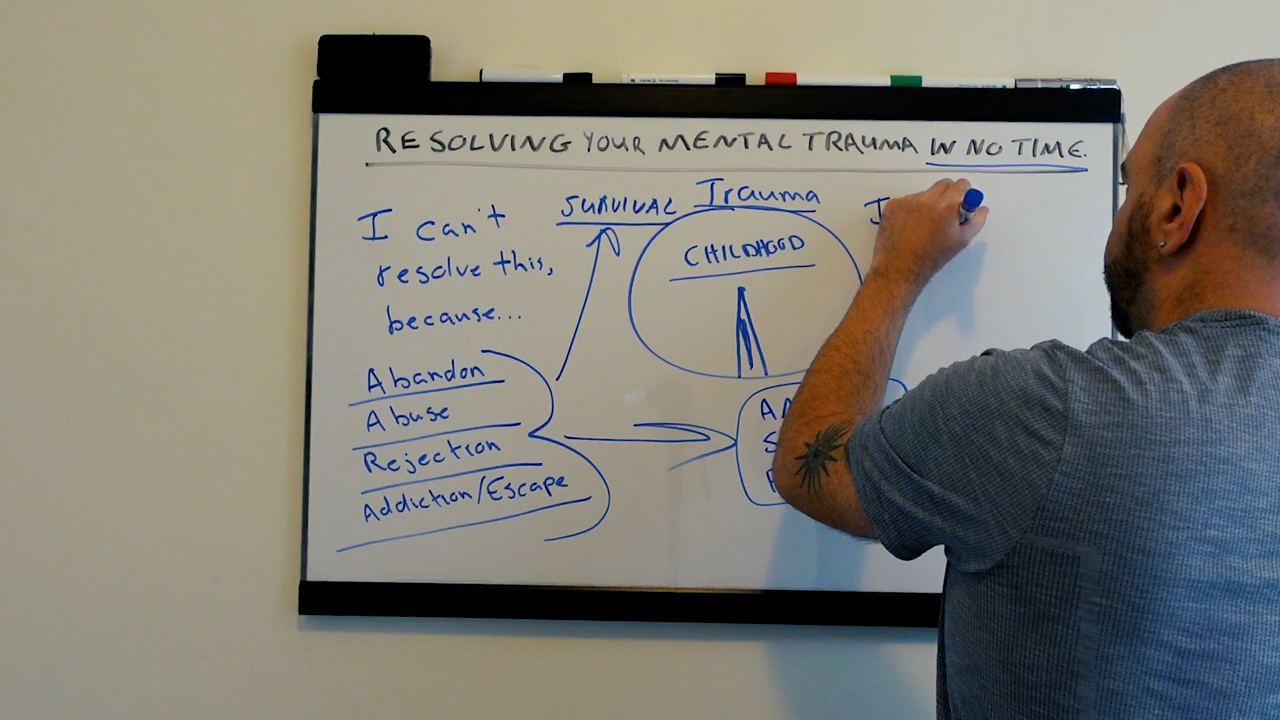 RESOLVING YOUR MENTAL TRAUMA IN NO TIME.
SURVIVAL Trauma
I can't
resolve this,
because...
CHILDHOOD
Abandon
Abuse
Rejection
Addiction/Escape
I